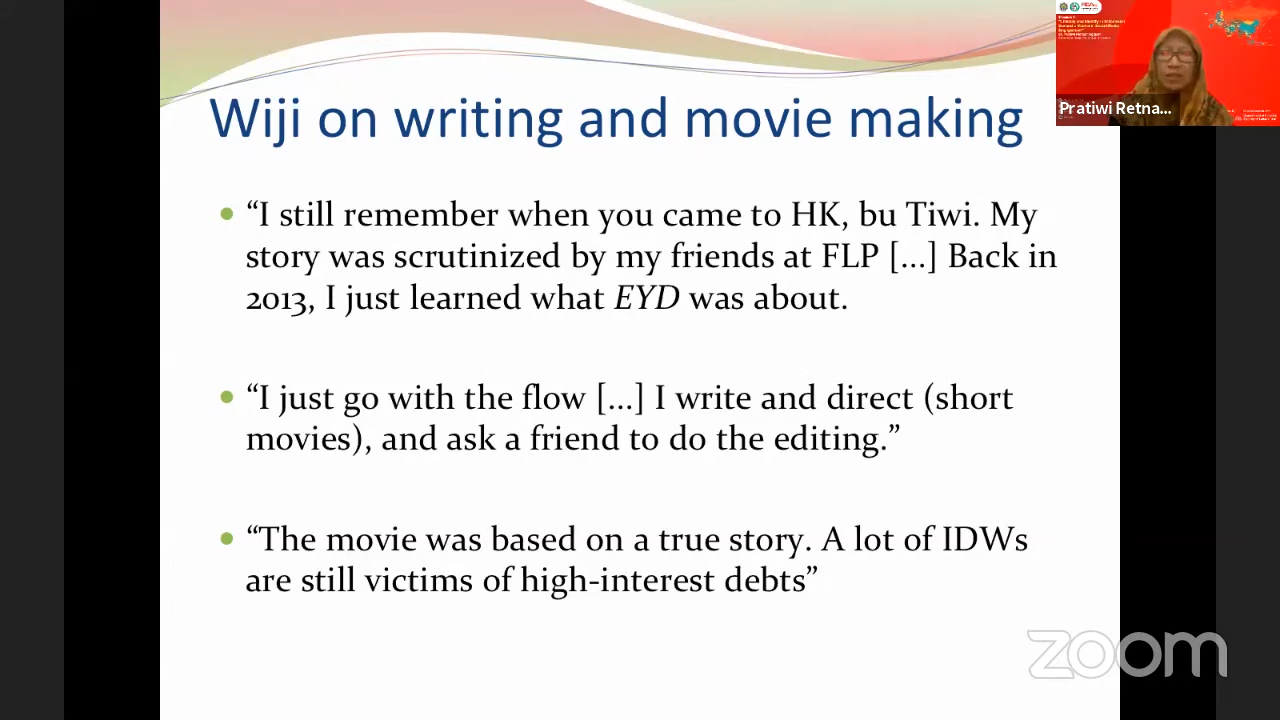 Wiji on writing and movie making
“I still remember when you came to HK, bu Tiwi. My
story was scrutinized by my friends at FLP [...] Back in
2013, I just learned what EYD was about.
“I just go with the flow [...] I write and direct (short
movies), and ask a friend to do the editing.”
“The movie was based on a true story. A lot of IDWs
are still victims of high-interest debts”
Pratiwi Retna...
zoom